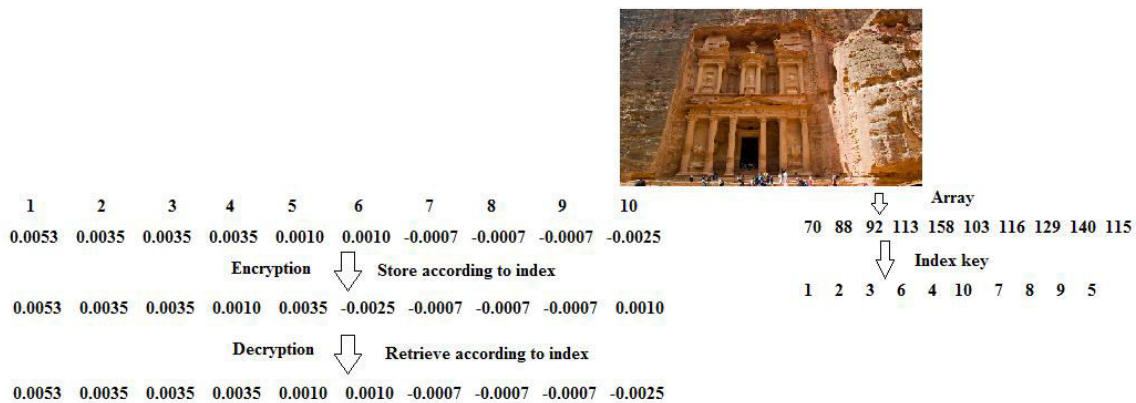 Array
1 2 3 4 5 6 7 8 9 10
70 88 92 113 158 103 116 129 140 115
0.0053 0.0035 0.0035 0.0035 0.0010 0.0010 -0.0007 -0.0007 -0.0007 -0.0025
Encryption Store according to index
Index key
1 2 3 6 4 10 7 8 9 5
0.0053 0.0035 0.0035 0.0010 0.0035 -0.0025 -0.0007 -0.0007 -0.0007 0.0010
Decryption Retrieve according to index
0.0053 0.0035 0.0035 0.0035 0.0010 0.0010 -0.0007 -0.0007 -0.0007 -0.0025